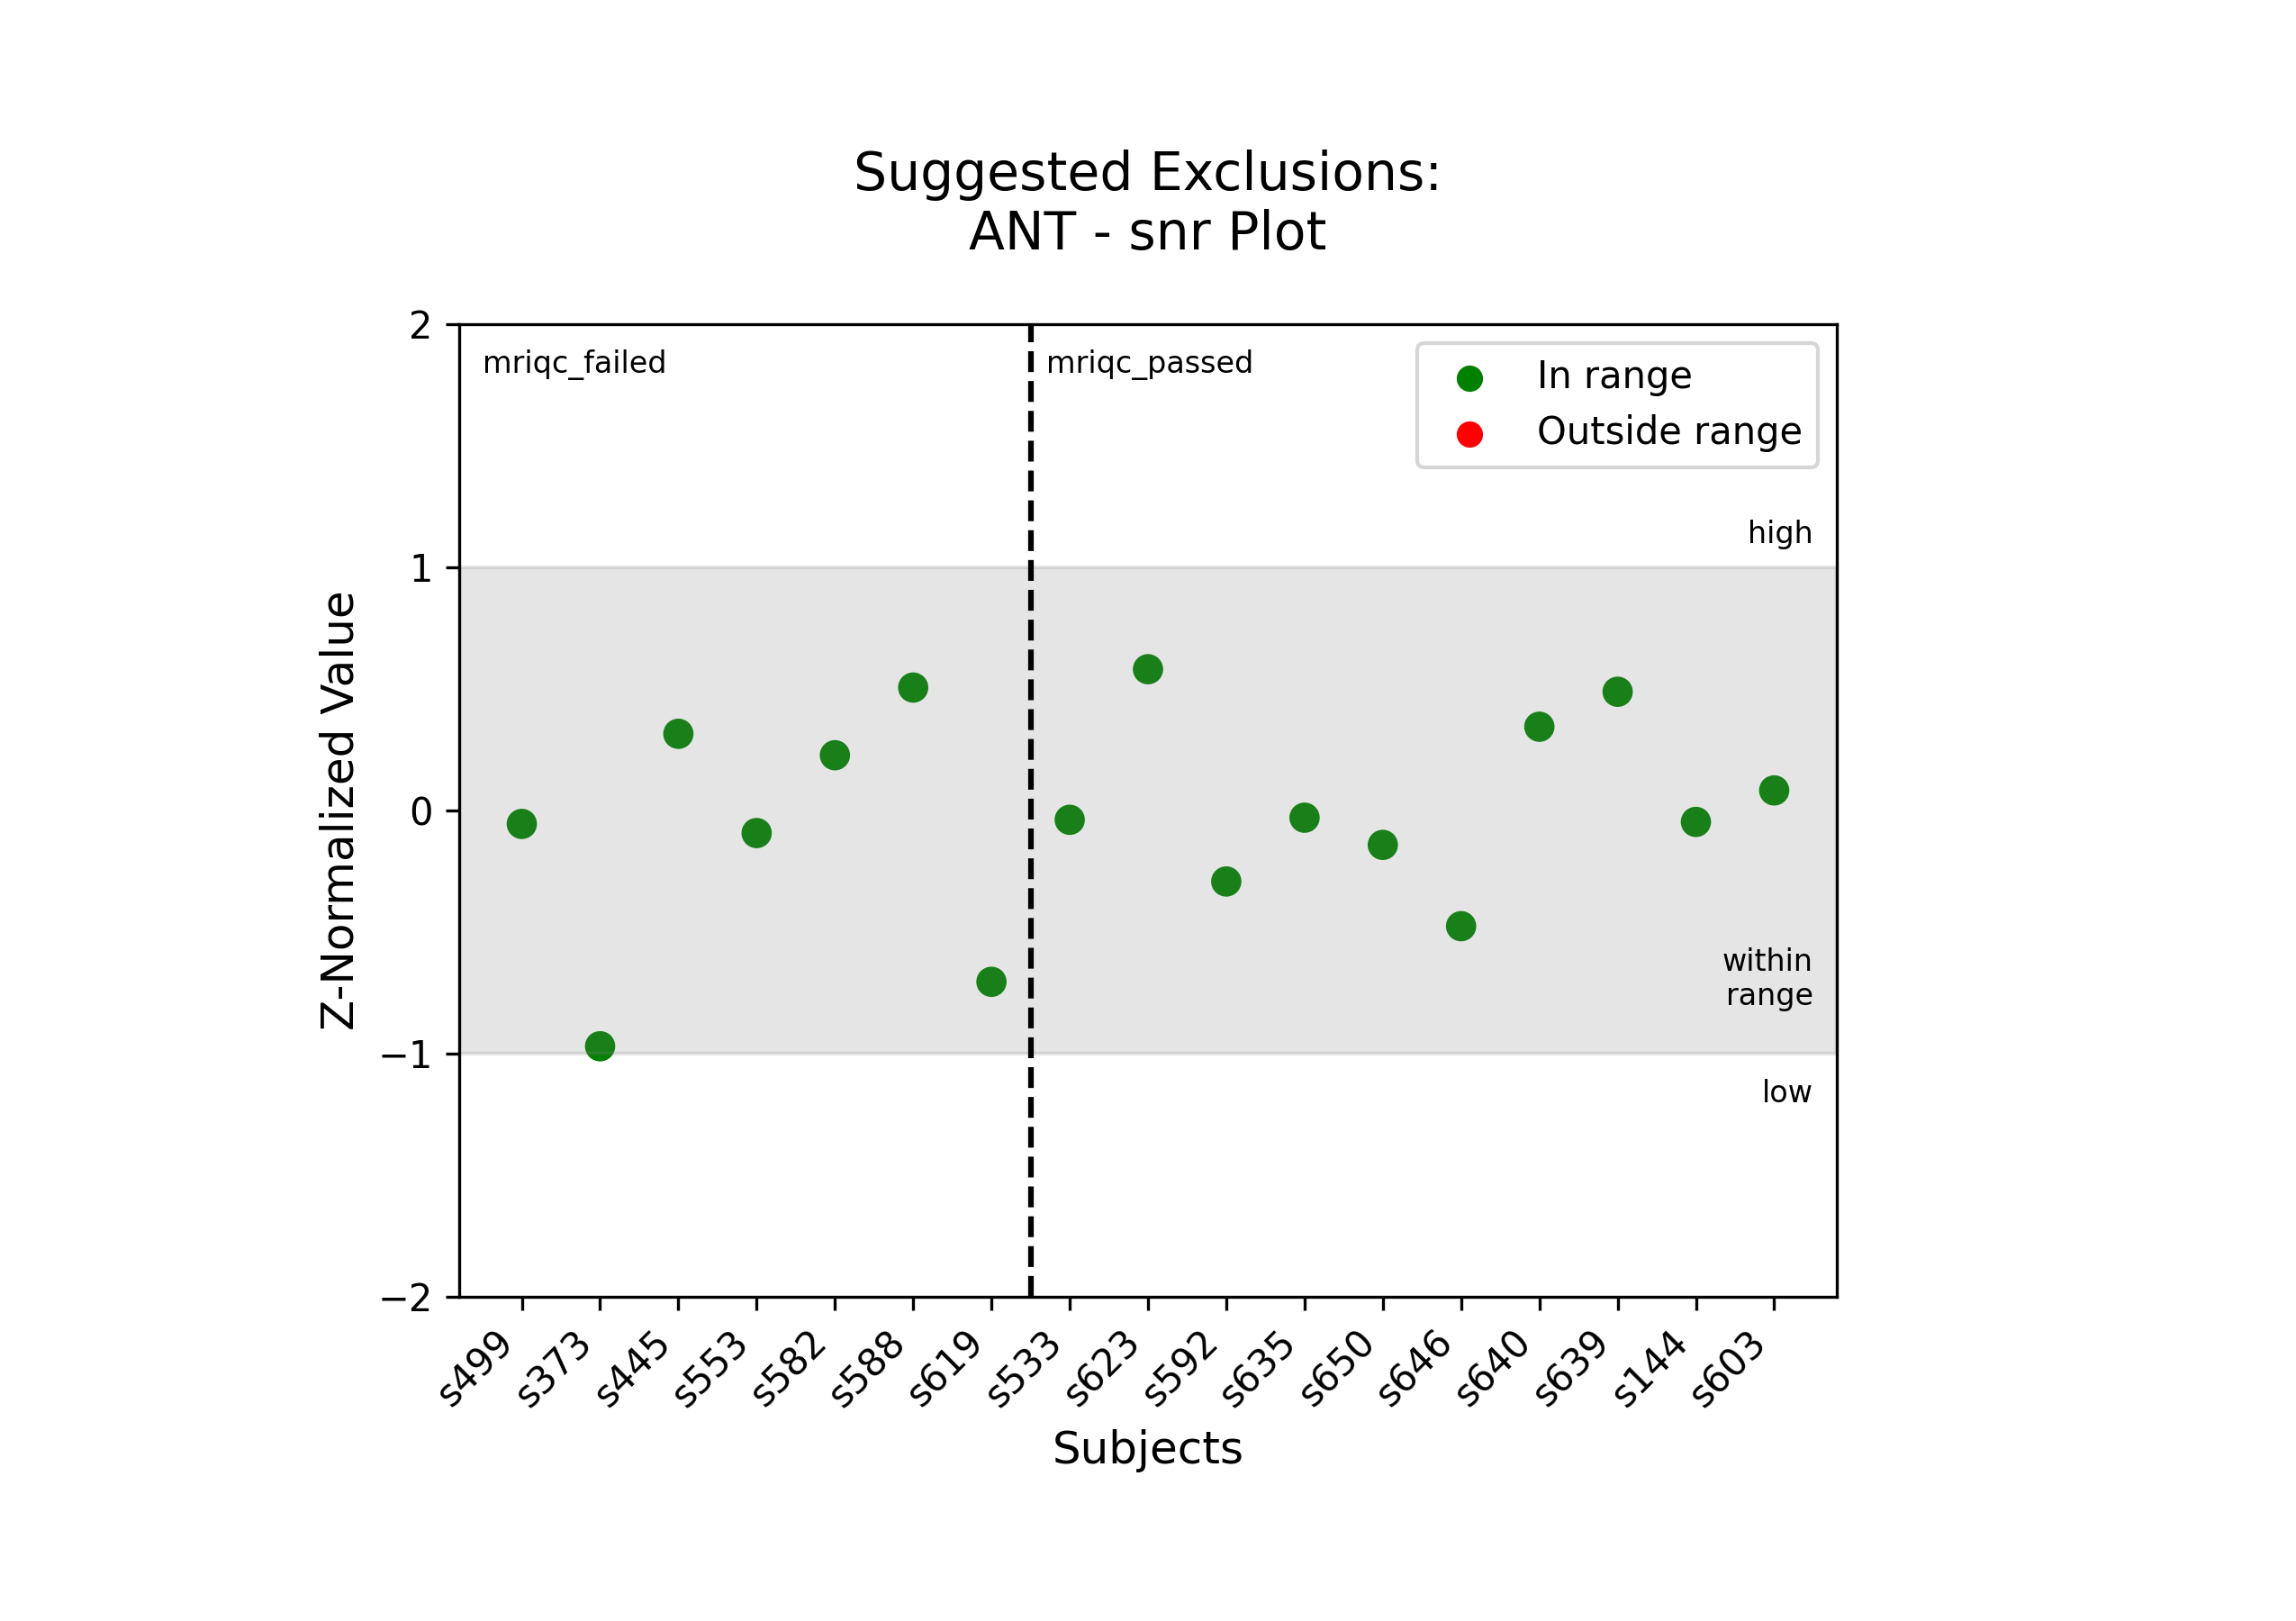 Suggested Exclusions:
ANT - snr Plot
mriqc_failed
mriqc_passed
In range
Outside range
high
within
range
low
Z-Normalized Value
2
1
0
−1
−2
s499
s373
s445
s553
s582
s588
s619
s533
s623
s592
s635
s650
s646
s640
s639
s144
s603
Subjects